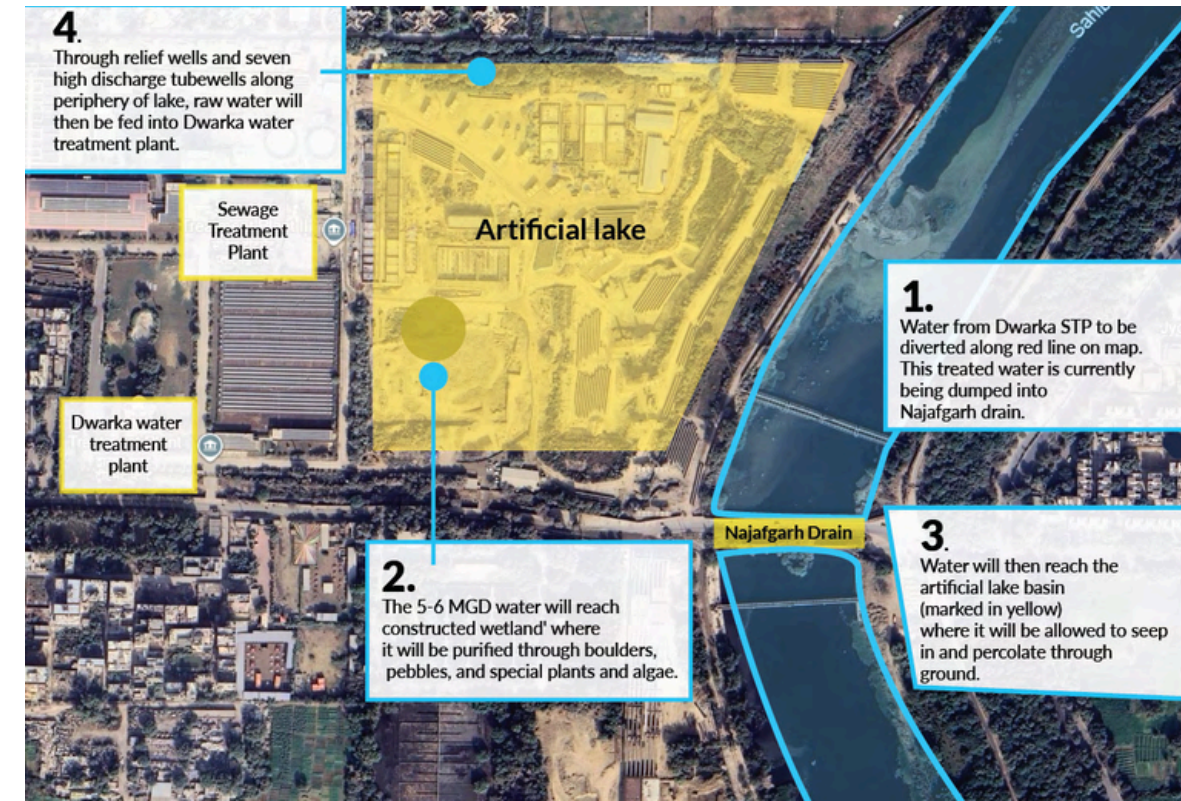 4.
Through relief wells and seven
high discharge tubewells along
periphery of lake, raw water will
then be fed into Dwarka water
treatment plant.
Sewage
Treatment
Plant
Artificial lake
Dwarka water
treatment
plant
1.
Water from Dwarka STP to be
diverted along red line on map.
This treated water is currently
being dumped into
Najafgarh drain.
Najafgarh Drain
2.
The 5-6 MGD water will reach
constructed wetland' where
it will be purified through boulders,
pebbles, and special plants and algae.
3.
Water will then reach the
artificial lake basin
(marked in yellow)
where it will be allowed to seep
in and percolate through
ground.